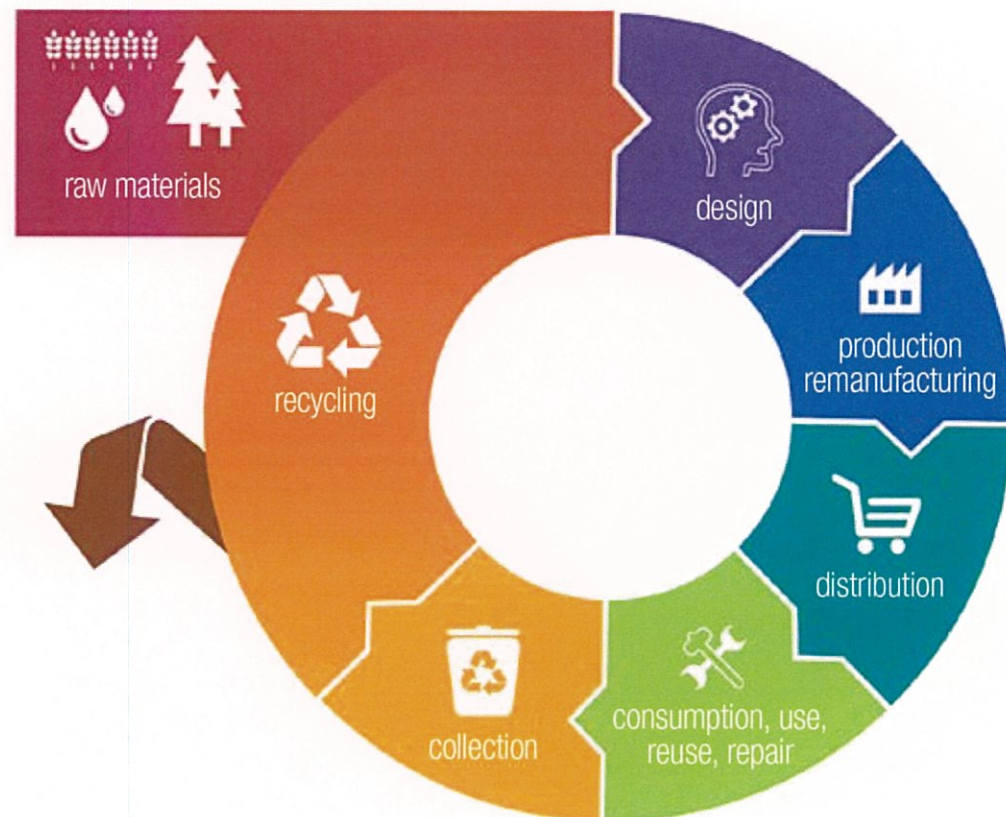 raw materials
design
production
remanufacturing
distribution
consumption, use,
reuse, repair
collection
recycling